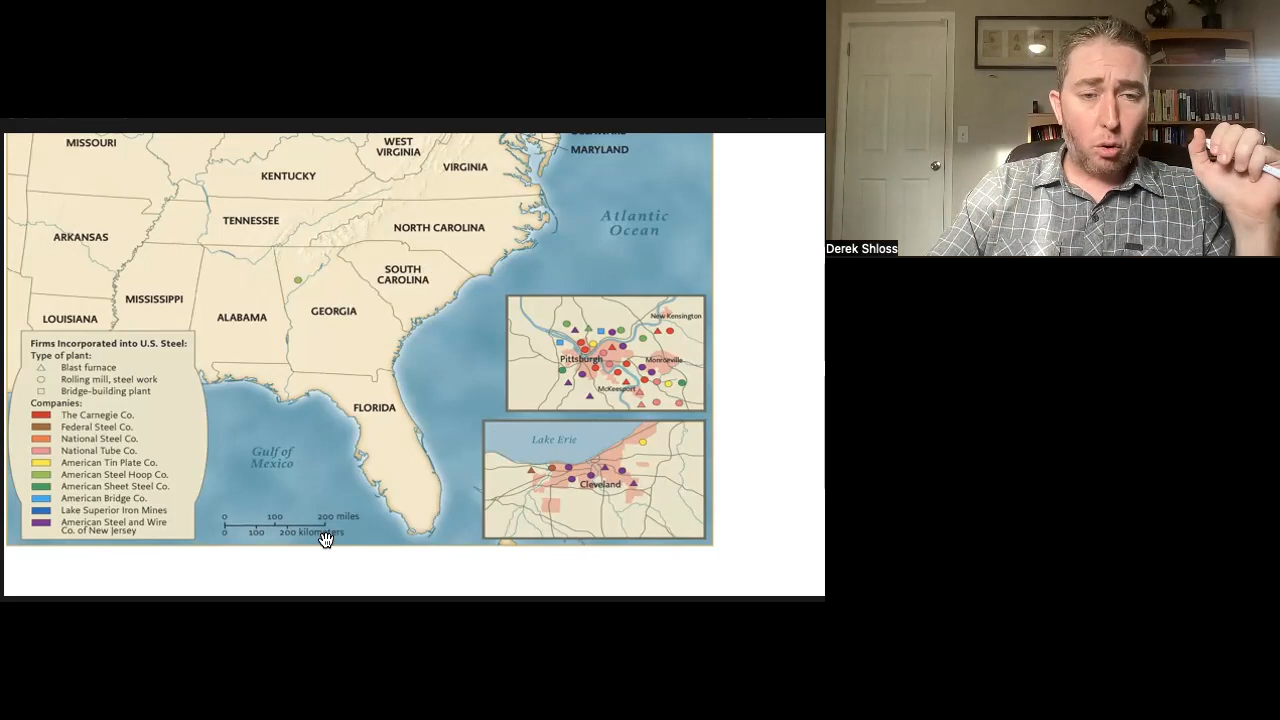 MISSOURI
WEST
VIRGINIA
DELAWARE
MARYLAND
VIRGINIA
KENTUCKY
TENNESSEE
NORTH CAROLINA
Atlantic
Ocean
ARKANSAS
SOUTH
CAROLINA
MISSISSIPPI
ALABAMA
GEORGIA
LOUISIANA
FLORIDA
Gulf of
Mexico
Firms Incorporated into U.S. Steel:
Type of plant:
Blast furnace
Rolling mill, steel work
Bridge-building plant
Companies:
The Carnegie Co.
Federal Steel Co.
National Steel Co.
National Tube Co.
American Tin Plate Co.
American Steel Hoop Co.
American Sheet Steel Co.
American Bridge Co.
Lake Superior Iron Mines
American Steel and Wire
Co. of New Jersey
0 100 200 miles
0 100 200 kilometers
New Kensington
Pittsburgh
Monroeville
McKeesport
Lake Erie
Cleveland
Derek Shloss